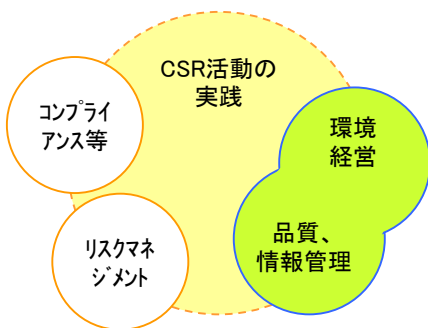 CSR活動の
実践
コンプライ
アンス等
環境
経営
品質、
情報管理
リスクマネ
ジメント